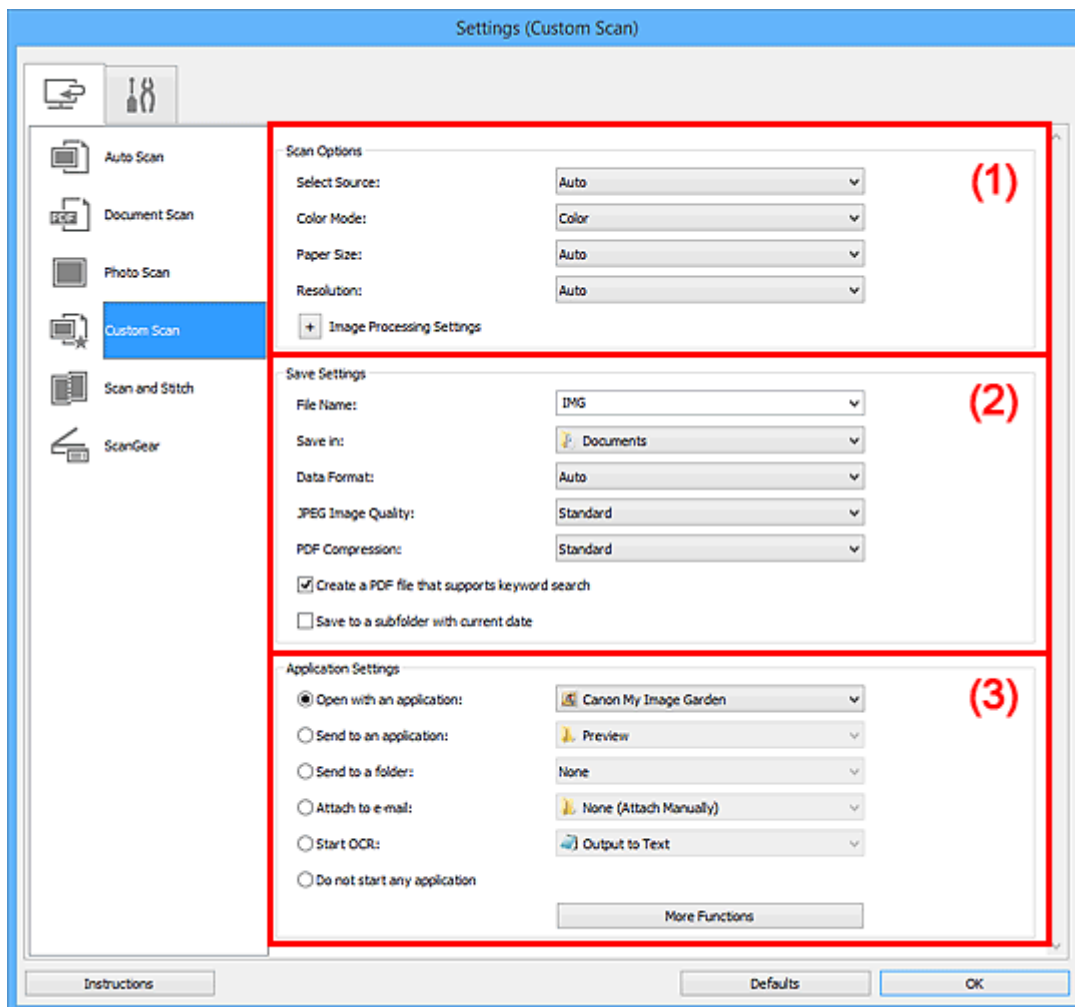 Settings (Custom Scan)
Auto Scan
PDF
Document Scan
Photo Scan
Custom Scan
Scan and Stitch
ScanGear
(1)
Scan Options
Select Source: Auto
Color Mode: Color
Paper Size: Auto
Resolution: Auto
+ Image Processing Settings
(2)
Save Settings
File Name: IMG
Save in: Documents
Data Format: Auto
JPEG Image Quality: Standard
PDF Compression: Standard
Create a PDF file that supports keyword search
Save to a subfolder with current date
(3)
Application Settings
Open with an application: Canon My Image Garden
Send to an application: Preview
Send to a folder: None
Attach to e-mail: None (Attach Manually)
Start OCR: Output to Text
Do not start any application
More Functions
Instructions Defaults OK